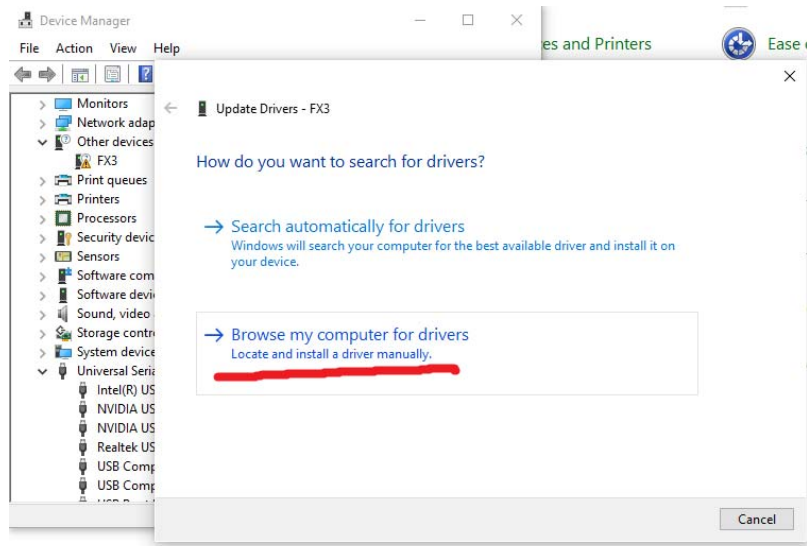 Device Manager
File Action View Help
es and Printers
Ease
Monitors
Network adap
Other devices
FX3
Print queues
Printers
Processors
Security devic
Sensors
Software com
Software devi
Sound, video
Storage contr
System device
Universal Seria
Intel(R) US
NVIDIA US
NVIDIA US
Realtek US
USB Comp
USB Comp
Update Drivers - FX3
How do you want to search for drivers?
Search automatically for drivers
Windows will search your computer for the best available driver and install it on
your device.
Browse my computer for drivers
Locate and install a driver manually.
Cancel